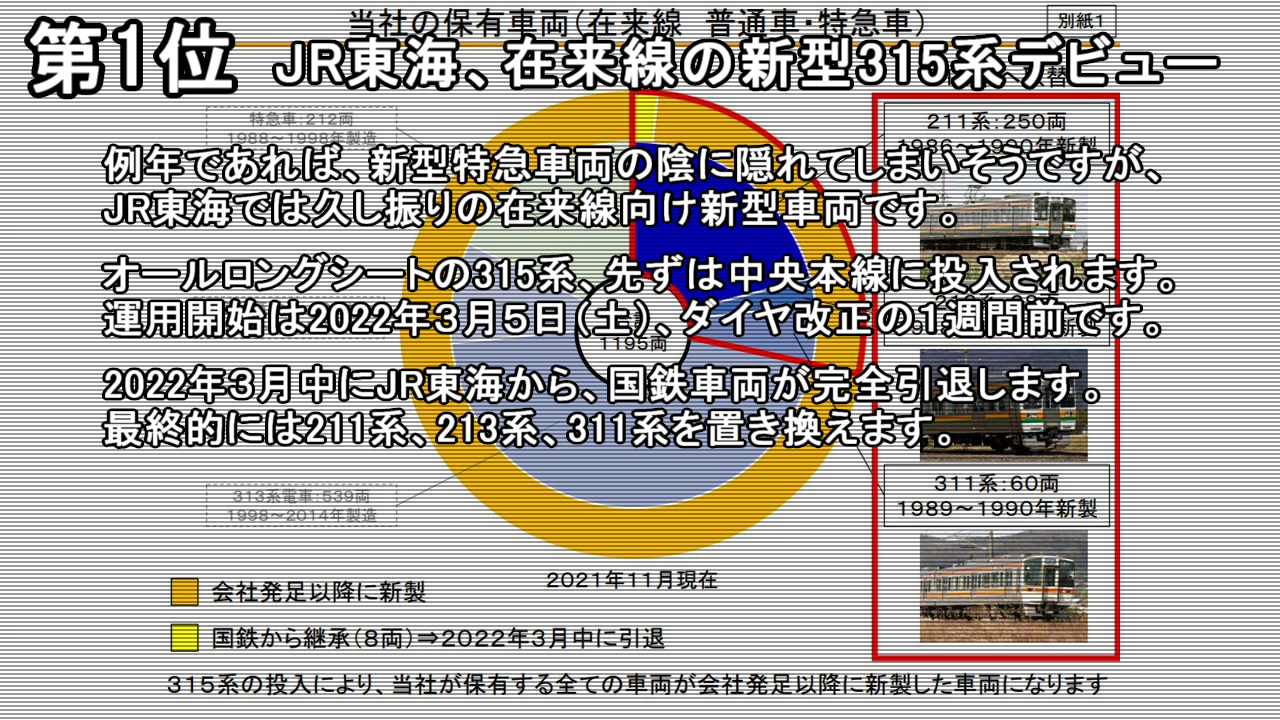 当社の保有車両(在来線 普通車・特急車)
別紙1
第1位 JR東海、在来線の新型315系デビュー
特急車:212両
1988~1998年製造
211系:250両
1986~1990年新製
例年であれば、新型特急車両の陰に隠れてしまいそうですが、
JR東海では久し振りの在来線向け新型車両です。
オールロングシートの315系、先ずは中央本線に投入されます。
運用開始は2022年3月5日(土)、ダイヤ改正の1週間前です。
1195両
2022年3月中にJR東海から、国鉄車両が完全引退します。
最終的には211系、213系、311系を置き換えます。
313系電車:539両
1998~2014年製造
311系:60両
1989~1990年新製
2021年11月現在
会社発足以降に新製
国鉄から継承(8両)⇒2022年3月中に引退
315系の投入により、当社が保有する全ての車両が会社発足以降に新製した車両になります